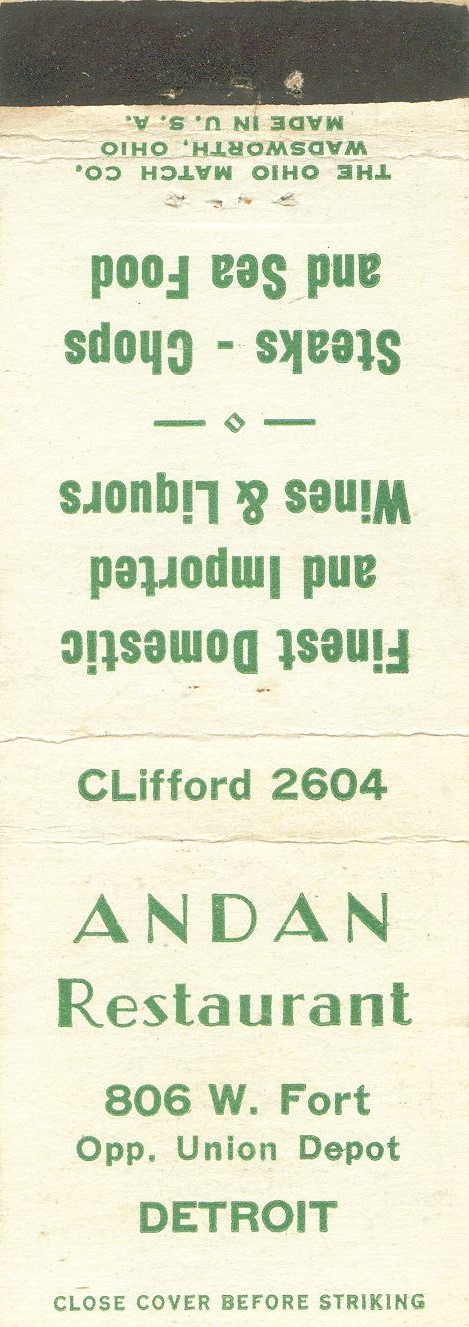 CLifford 2604
ANDAN
Restaurant
806 W. Fort
Opp. Union Depot
DETROIT
CLOSE COVER BEFORE STRIKING
Finest Domestic
and Imported
Wines & Liquors
Steaks - Chops
and Sea Food
THE OHIO MATCH CO.
WADSWORTH, OHIO
MADE IN U. S. A.